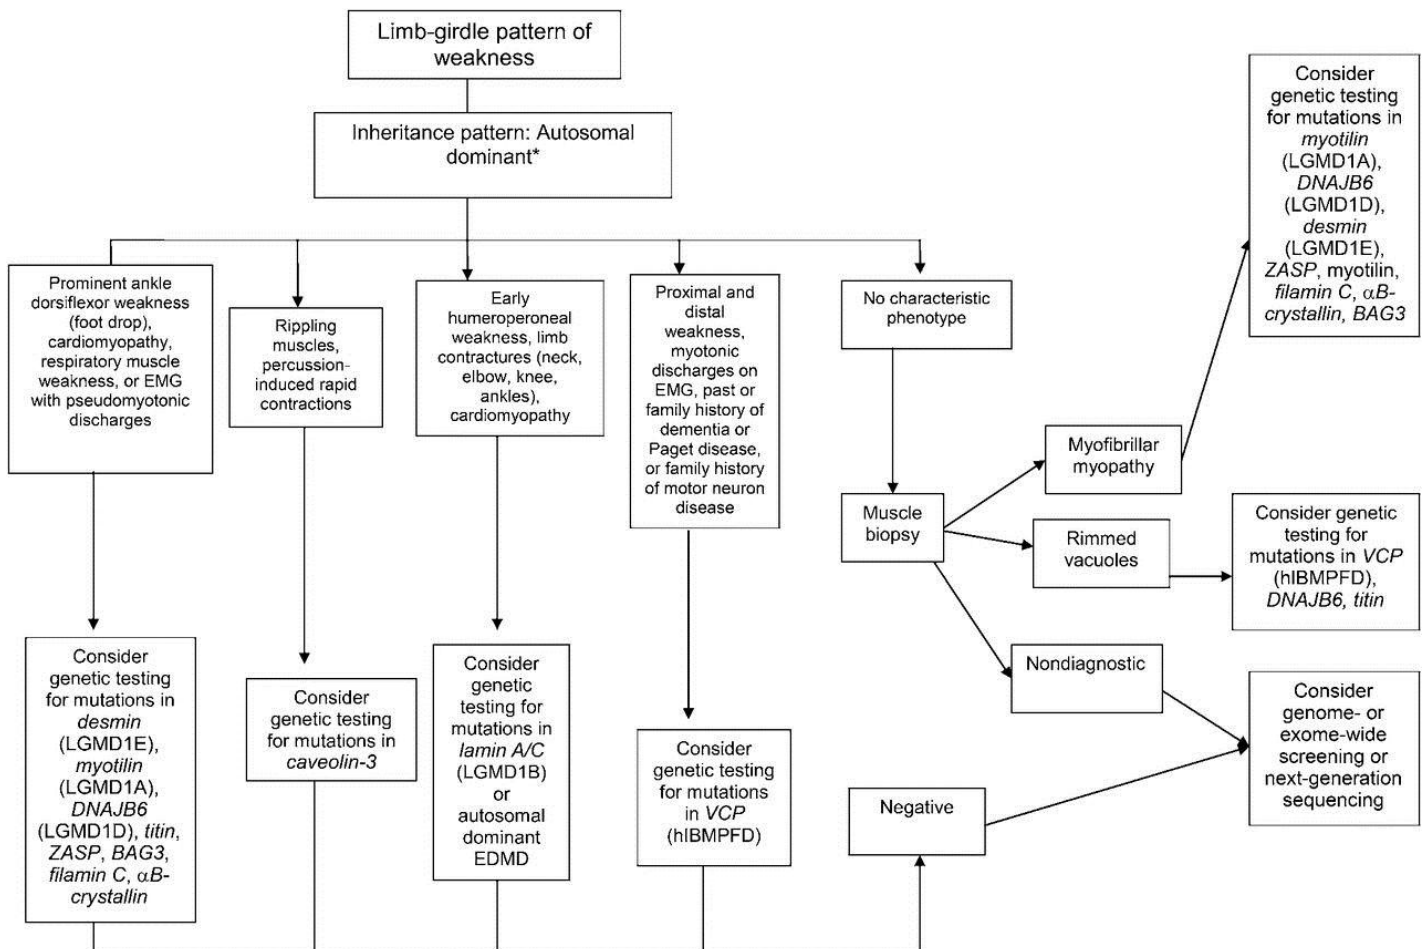 Limb-girdle pattern of
weakness
Inheritance pattern: Autosomal
dominant*
Prominent ankle
dorsiflexor weakness
(foot drop),
cardiomyopathy,
respiratory muscle
weakness, or EMG
with pseudomyotonic
discharges
Rippling
muscles,
percussion-
induced rapid
contractions
Early
humeroperoneal
weakness, limb
contractures (neck,
elbow, knee,
ankles),
cardiomyopathy
Proximal and
distal
weakness,
myotonic
discharges on
EMG, past or
family history of
dementia or
Paget disease,
or family history
of motor neuron
disease
No characteristic
phenotype
Muscle
biopsy
Myofibrillar
myopathy
Rimmed
vacuoles
Nondiagnostic
Negative
Consider
genetic testing
for mutations in
myotilin
(LGMD1A),
DNAJB6
(LGMD1D),
desmin
(LGMD1E),
ZASP, myotilin,
filamin C, αB-
crystallin, BAG3
Consider genetic
testing for
mutations in VCP
(hIBMPFD),
DNAJB6, titin
Consider
genome- or
exome-wide
screening or
next-generation
sequencing
Consider
genetic testing
for mutations in
desmin
(LGMD1E),
myotilin
(LGMD1A),
DNAJB6
(LGMD1D), titin,
ZASP, BAG3,
filamin C, αB-
crystallin
Consider
genetic testing
for mutations in
caveolin-3
Consider
genetic
testing for
mutations in
lamin A/C
(LGMD1B)
or
autosomal
dominant
EDMD
Consider
genetic testing
for mutations
in VCP
(hIBMPFD)